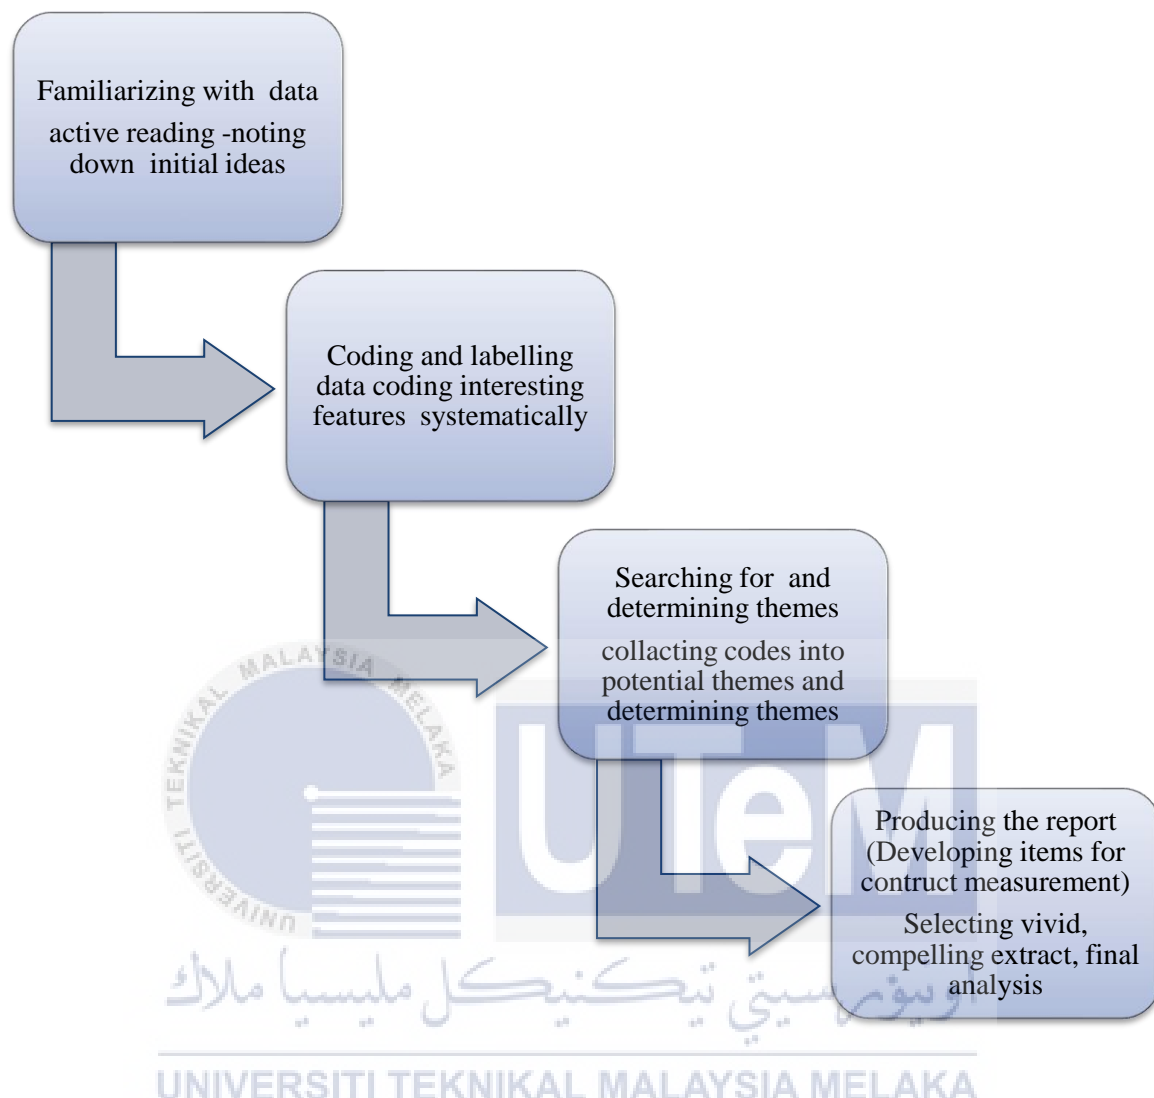 Familiarizing with data
active reading -noting
down initial ideas
Coding and labelling
data coding interesting
features systematically
Searching for and
determining themes
collacting codes into
potential themes and
determining themes
Producing the report
(Developing items for
contruct measurement)
Selecting vivid,
compelling extract, final
analysis
UNIVERSITI TEKNIKAL MALAYSIA MELAKA
UTeM
اونيۏرسيتي تيكنيكل مليسيا ملاك
UNIVERSITI TEKNIKAL MALAYSIA MELAKA